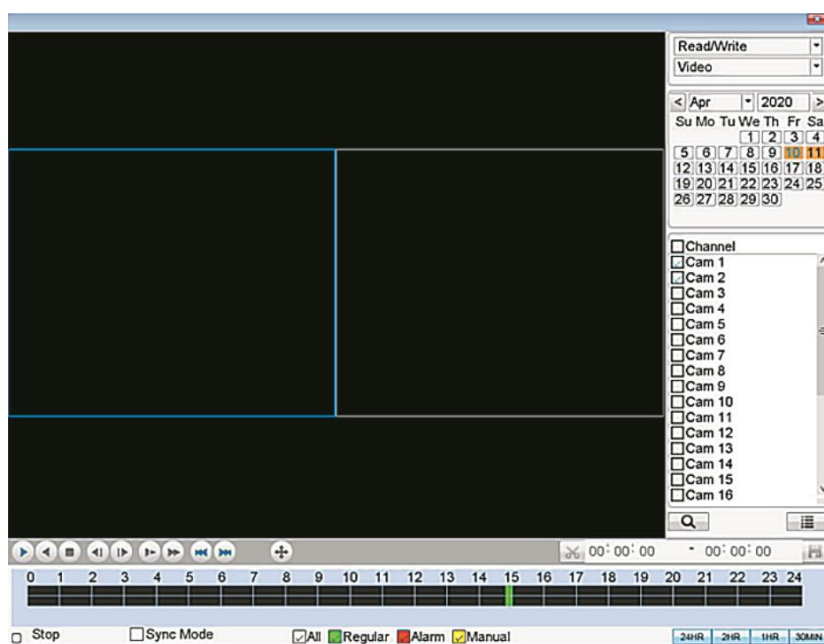 Read/Write
Video
< Apr 2020 >
Su Mo Tu We Th Fr Sa
1 2 3 4
5 6 7 8 9 10 11
12 13 14 15 16 17 18
19 20 21 22 23 24 25
26 27 28 29 30
Channel
Cam 1
Cam 2
Cam 3
Cam 4
Cam 5
Cam 6
Cam 7
Cam 8
Cam 9
Cam 10
Cam 11
Cam 12
Cam 13
Cam 14
Cam 15
Cam 16
00: 00: 00 - 00: 00: 00
0 1 2 3 4 5 6 7 8 9 10 11 12 13 14 15 16 17 18 19 20 21 22 23 24
Stop Sync Mode All Regular Alarm Manual 24HR 2HR 1HR 30MIN